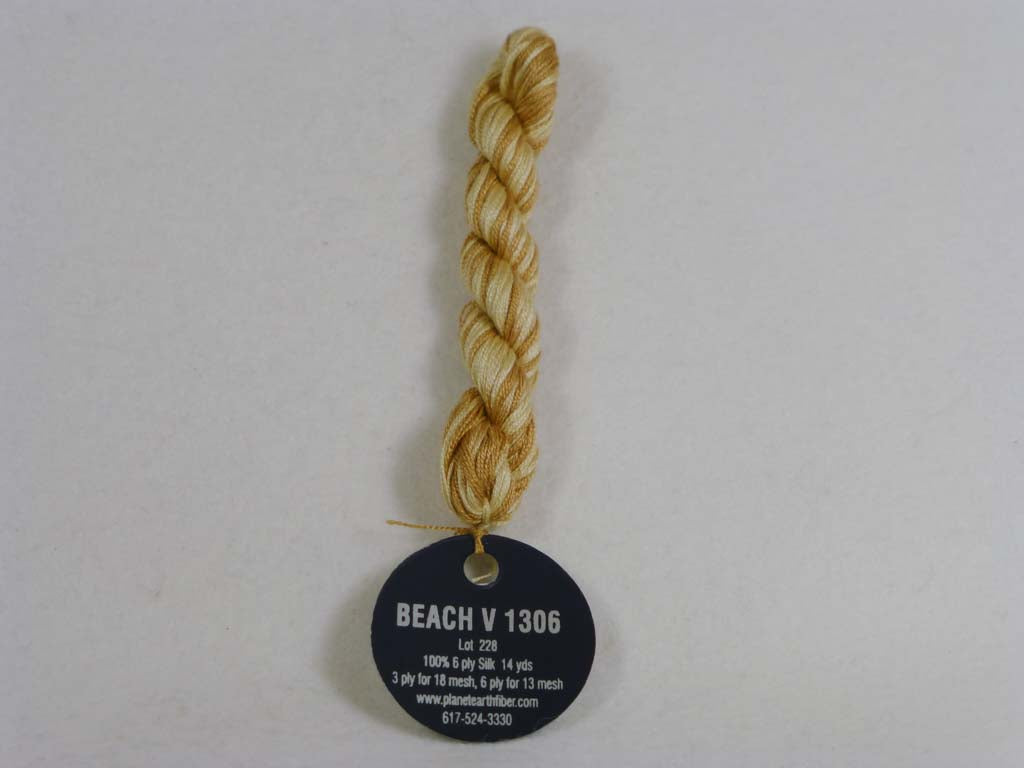 BEACH V 1306
Lot 228
100% 6 ply Silk 14 yds
3 ply for 18 mesh, 6 ply for 13 mesh
www.planetearthfiber.com
617-524-3330